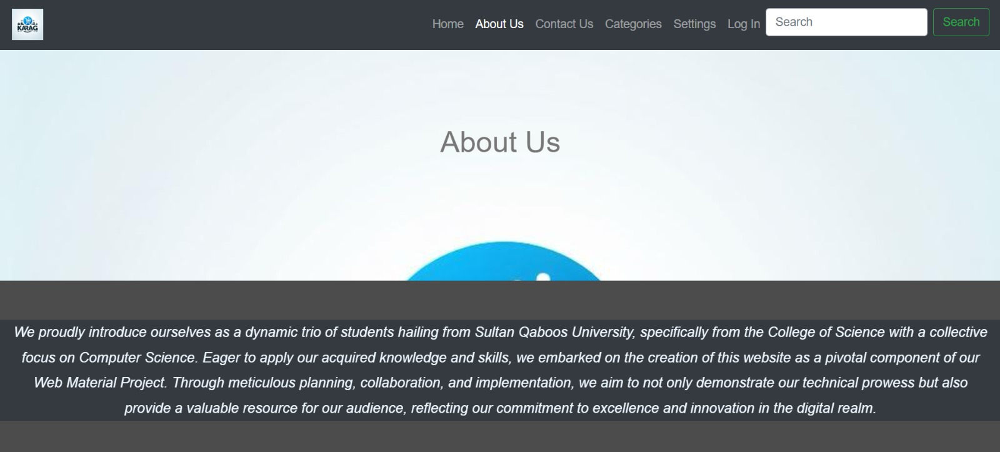 KARAG
Home About Us Contact Us Categories Settings Log In Search Search
About Us
We proudly introduce ourselves as a dynamic trio of students hailing from Sultan Qaboos University, specifically from the College of Science with a collective
focus on Computer Science. Eager to apply our acquired knowledge and skills, we embarked on the creation of this website as a pivotal component of our
Web Material Project. Through meticulous planning, collaboration, and implementation, we aim to not only demonstrate our technical prowess but also
provide a valuable resource for our audience, reflecting our commitment to excellence and innovation in the digital realm.